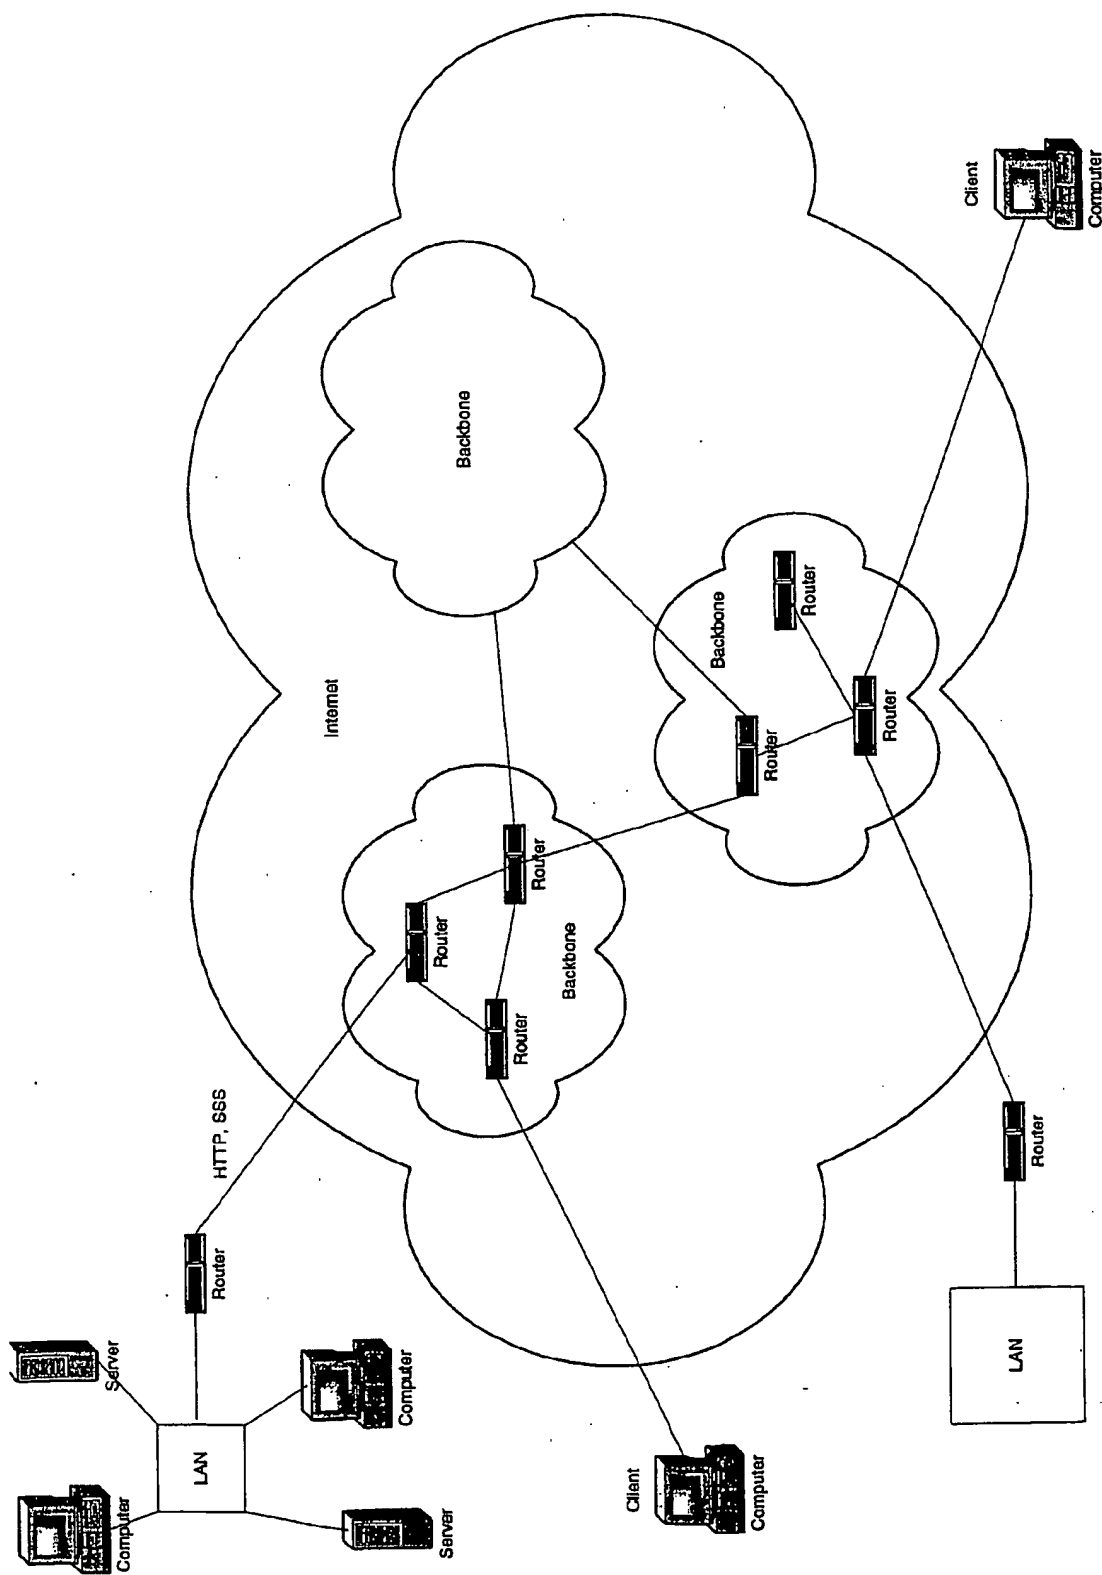 Computer
Server
LAN
Server
Computer
Router
HTTP, SSS
Client
Computer
Router
Router
Router
Backbone
Internet
Backbone
Backbone
Router
Router
Router
LAN
Router
Client
Computer